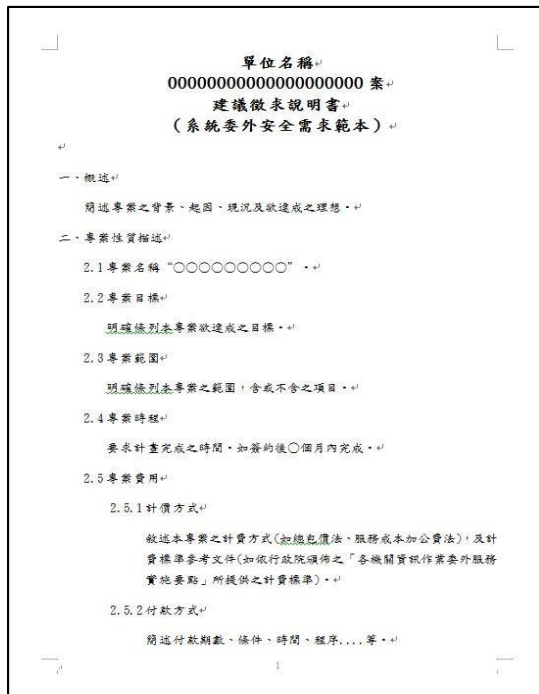 單位名稱
00000000000000000000 案
建議徵求說明書
（系統委外安全需求範本）
一、概述
簡述專案之背景、起因、現況及欲達成之理想。
二、專案性質描述
2.1專案名稱“○○○○○○○○○”。
2.2專案目標
明確條列本專案欲達成之目標。
2.3專案範圍
明確條列本專案之範圍，含或不含之項目。
2.4專案時程
要求計畫完成之時間。如簽約後○個月內完成。
2.5專案費用
2.5.1計價方式
敘述本專案之計費方式(如總包價法、服務成本加公費法)，及計
費標準參考文件(如依行政院頒佈之「各機關資訊作業委外服務
實施要點」所提供之計費標準)。
2.5.2付款方式
簡述付款期數、條件、時間、程序....等。
1